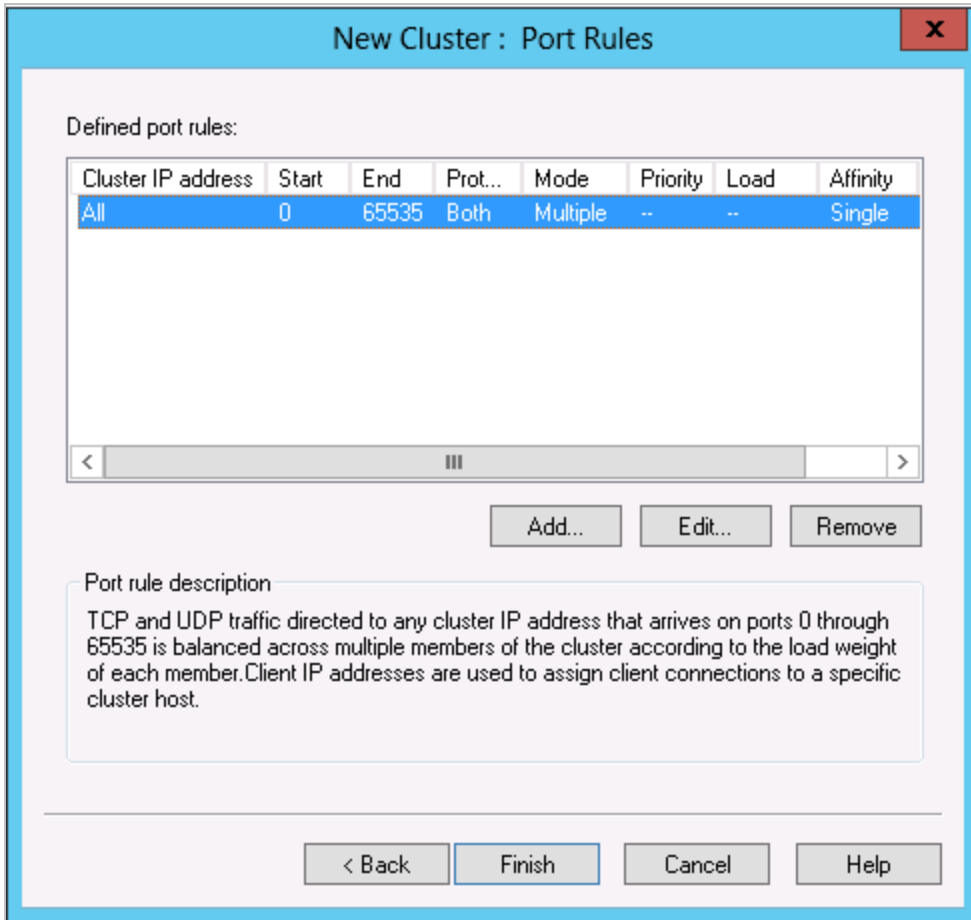 New Cluster :  Port Rules
x
Defined port rules:
Cluster IP address Start End Prot... Mode Priority Load Affinity
All 0 65535 Both Multiple -- -- Single
Add... Edit... Remove
Port rule description
TCP and UDP traffic directed to any cluster IP address that arrives on ports 0 through
65535 is balanced across multiple members of the cluster according to the load weight
of each member.Client IP addresses are used to assign client connections to a specific
cluster host.
< Back Finish Cancel Help